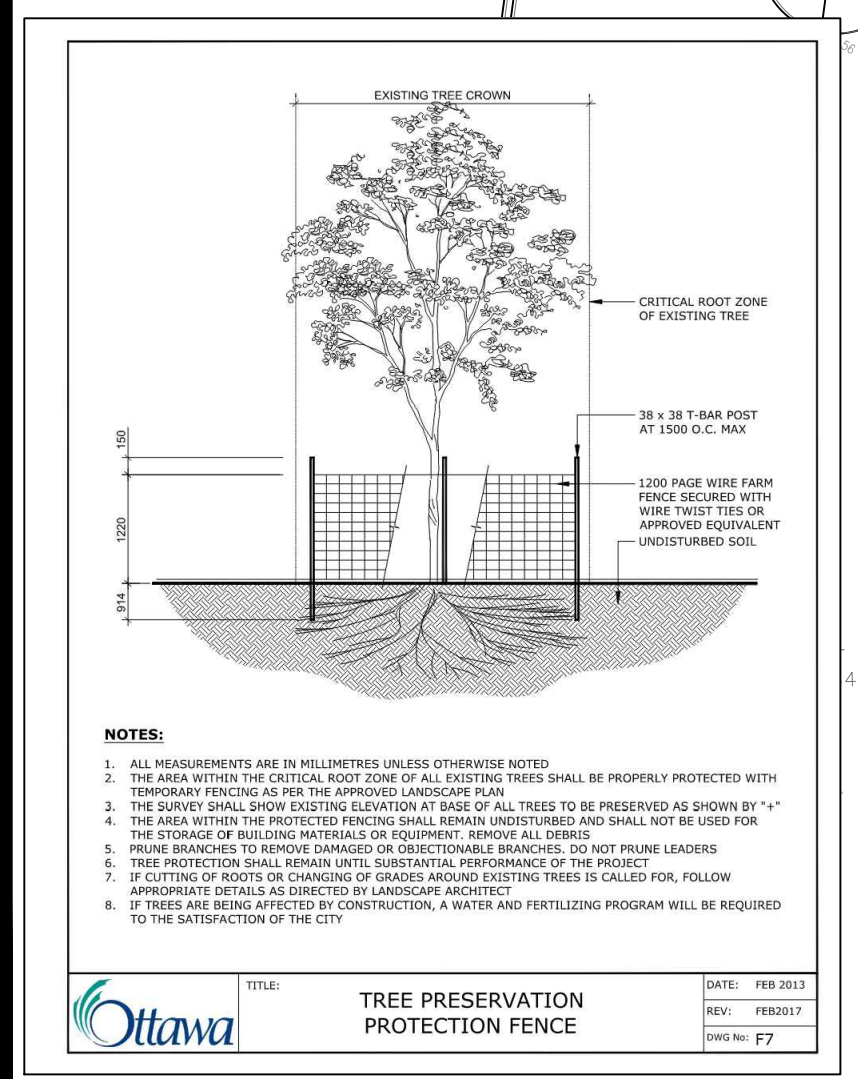 56
EXISTING TREE CROWN
CRITICAL ROOT ZONE
OF EXISTING TREE
38 x 38 T-BAR POST
AT 1500 O.C. MAX
150
1200 PAGE WIRE FARM
FENCE SECURED WITH
WIRE TWIST TIES OR
APPROVED EQUIVALENT
UNDISTURBED SOIL
1220
914
4
NOTES:
1. ALL MEASUREMENTS ARE IN MILLIMETRES UNLESS OTHERWISE NOTED
2. THE AREA WITHIN THE CRITICAL ROOT ZONE OF ALL EXISTING TREES SHALL BE PROPERLY PROTECTED WITH
TEMPORARY FENCING AS PER THE APPROVED LANDSCAPE PLAN
3. THE SURVEY SHALL SHOW EXISTING ELEVATION AT BASE OF ALL TREES TO BE PRESERVED AS SHOWN BY "+"
4. THE AREA WITHIN THE PROTECTED FENCING SHALL REMAIN UNDISTURBED AND SHALL NOT BE USED FOR
THE STORAGE OF BUILDING MATERIALS OR EQUIPMENT. REMOVE ALL DEBRIS
5. PRUNE BRANCHES TO REMOVE DAMAGED OR OBJECTIONABLE BRANCHES. DO NOT PRUNE LEADERS
6. TREE PROTECTION SHALL REMAIN UNTIL SUBSTANTIAL PERFORMANCE OF THE PROJECT
7. IF CUTTING OF ROOTS OR CHANGING OF GRADES AROUND EXISTING TREES IS CALLED FOR, FOLLOW
APPROPRIATE DETAILS AS DIRECTED BY LANDSCAPE ARCHITECT
8. IF TREES ARE BEING AFFECTED BY CONSTRUCTION, A WATER AND FERTILIZING PROGRAM WILL BE REQUIRED
TO THE SATISFACTION OF THE CITY
Ottawa
TITLE:
TREE PRESERVATION
PROTECTION FENCE
DATE: FEB 2013
REV: FEB2017
DWG No: F7